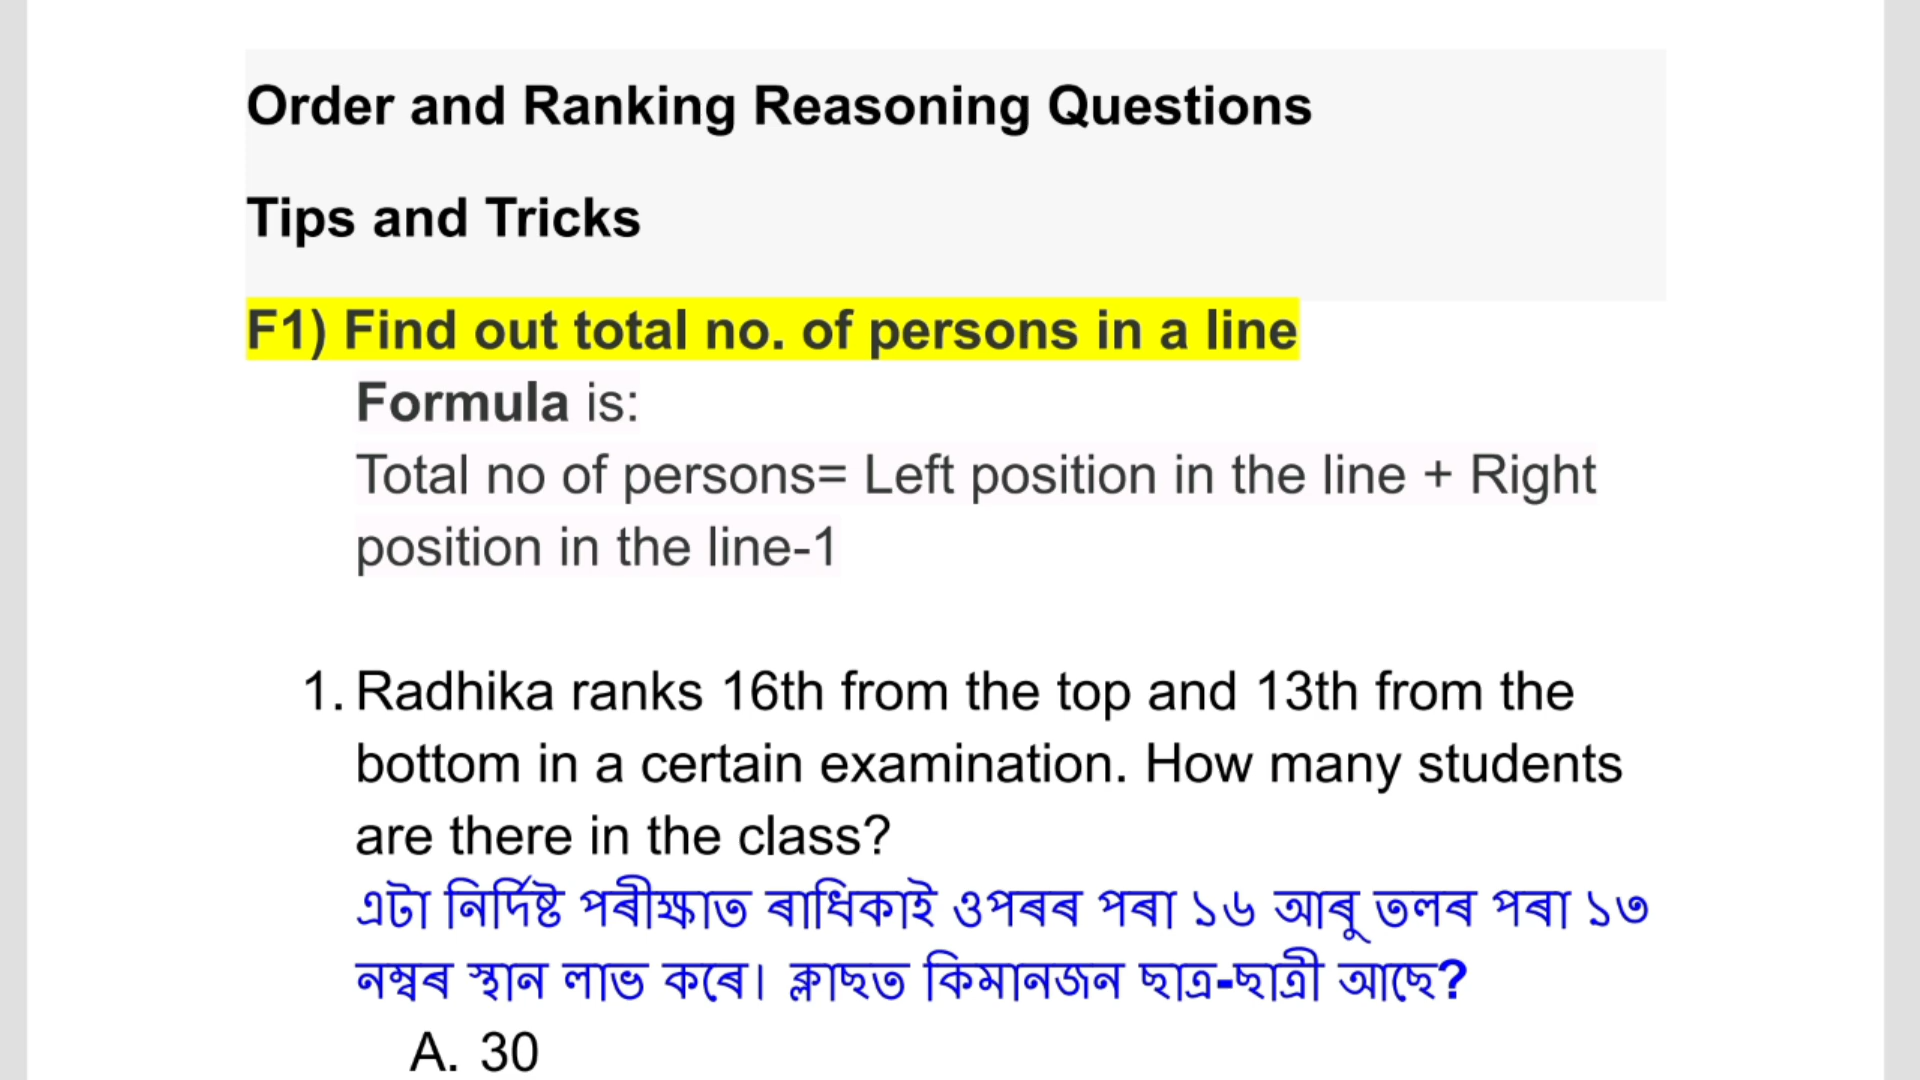 Order and Ranking Reasoning Questions
Tips and Tricks
F1) Find out total no. of persons in a line
Formula is:
Total no of persons= Left position in the line + Right
position in the line-1
1. Radhika ranks 16th from the top and 13th from the
bottom in a certain examination. How many students
are there in the class?
এটা নিৰ্দিষ্ট পৰীক্ষাত ৰাধিকাই ওপৰৰ পৰা ১৬ আৰু তলৰ পৰা ১৩
নম্বৰ স্থান লাভ কৰে। ক্লাছত কিমানজন ছাত্ৰ-ছাত্ৰী আছে?
A. 30